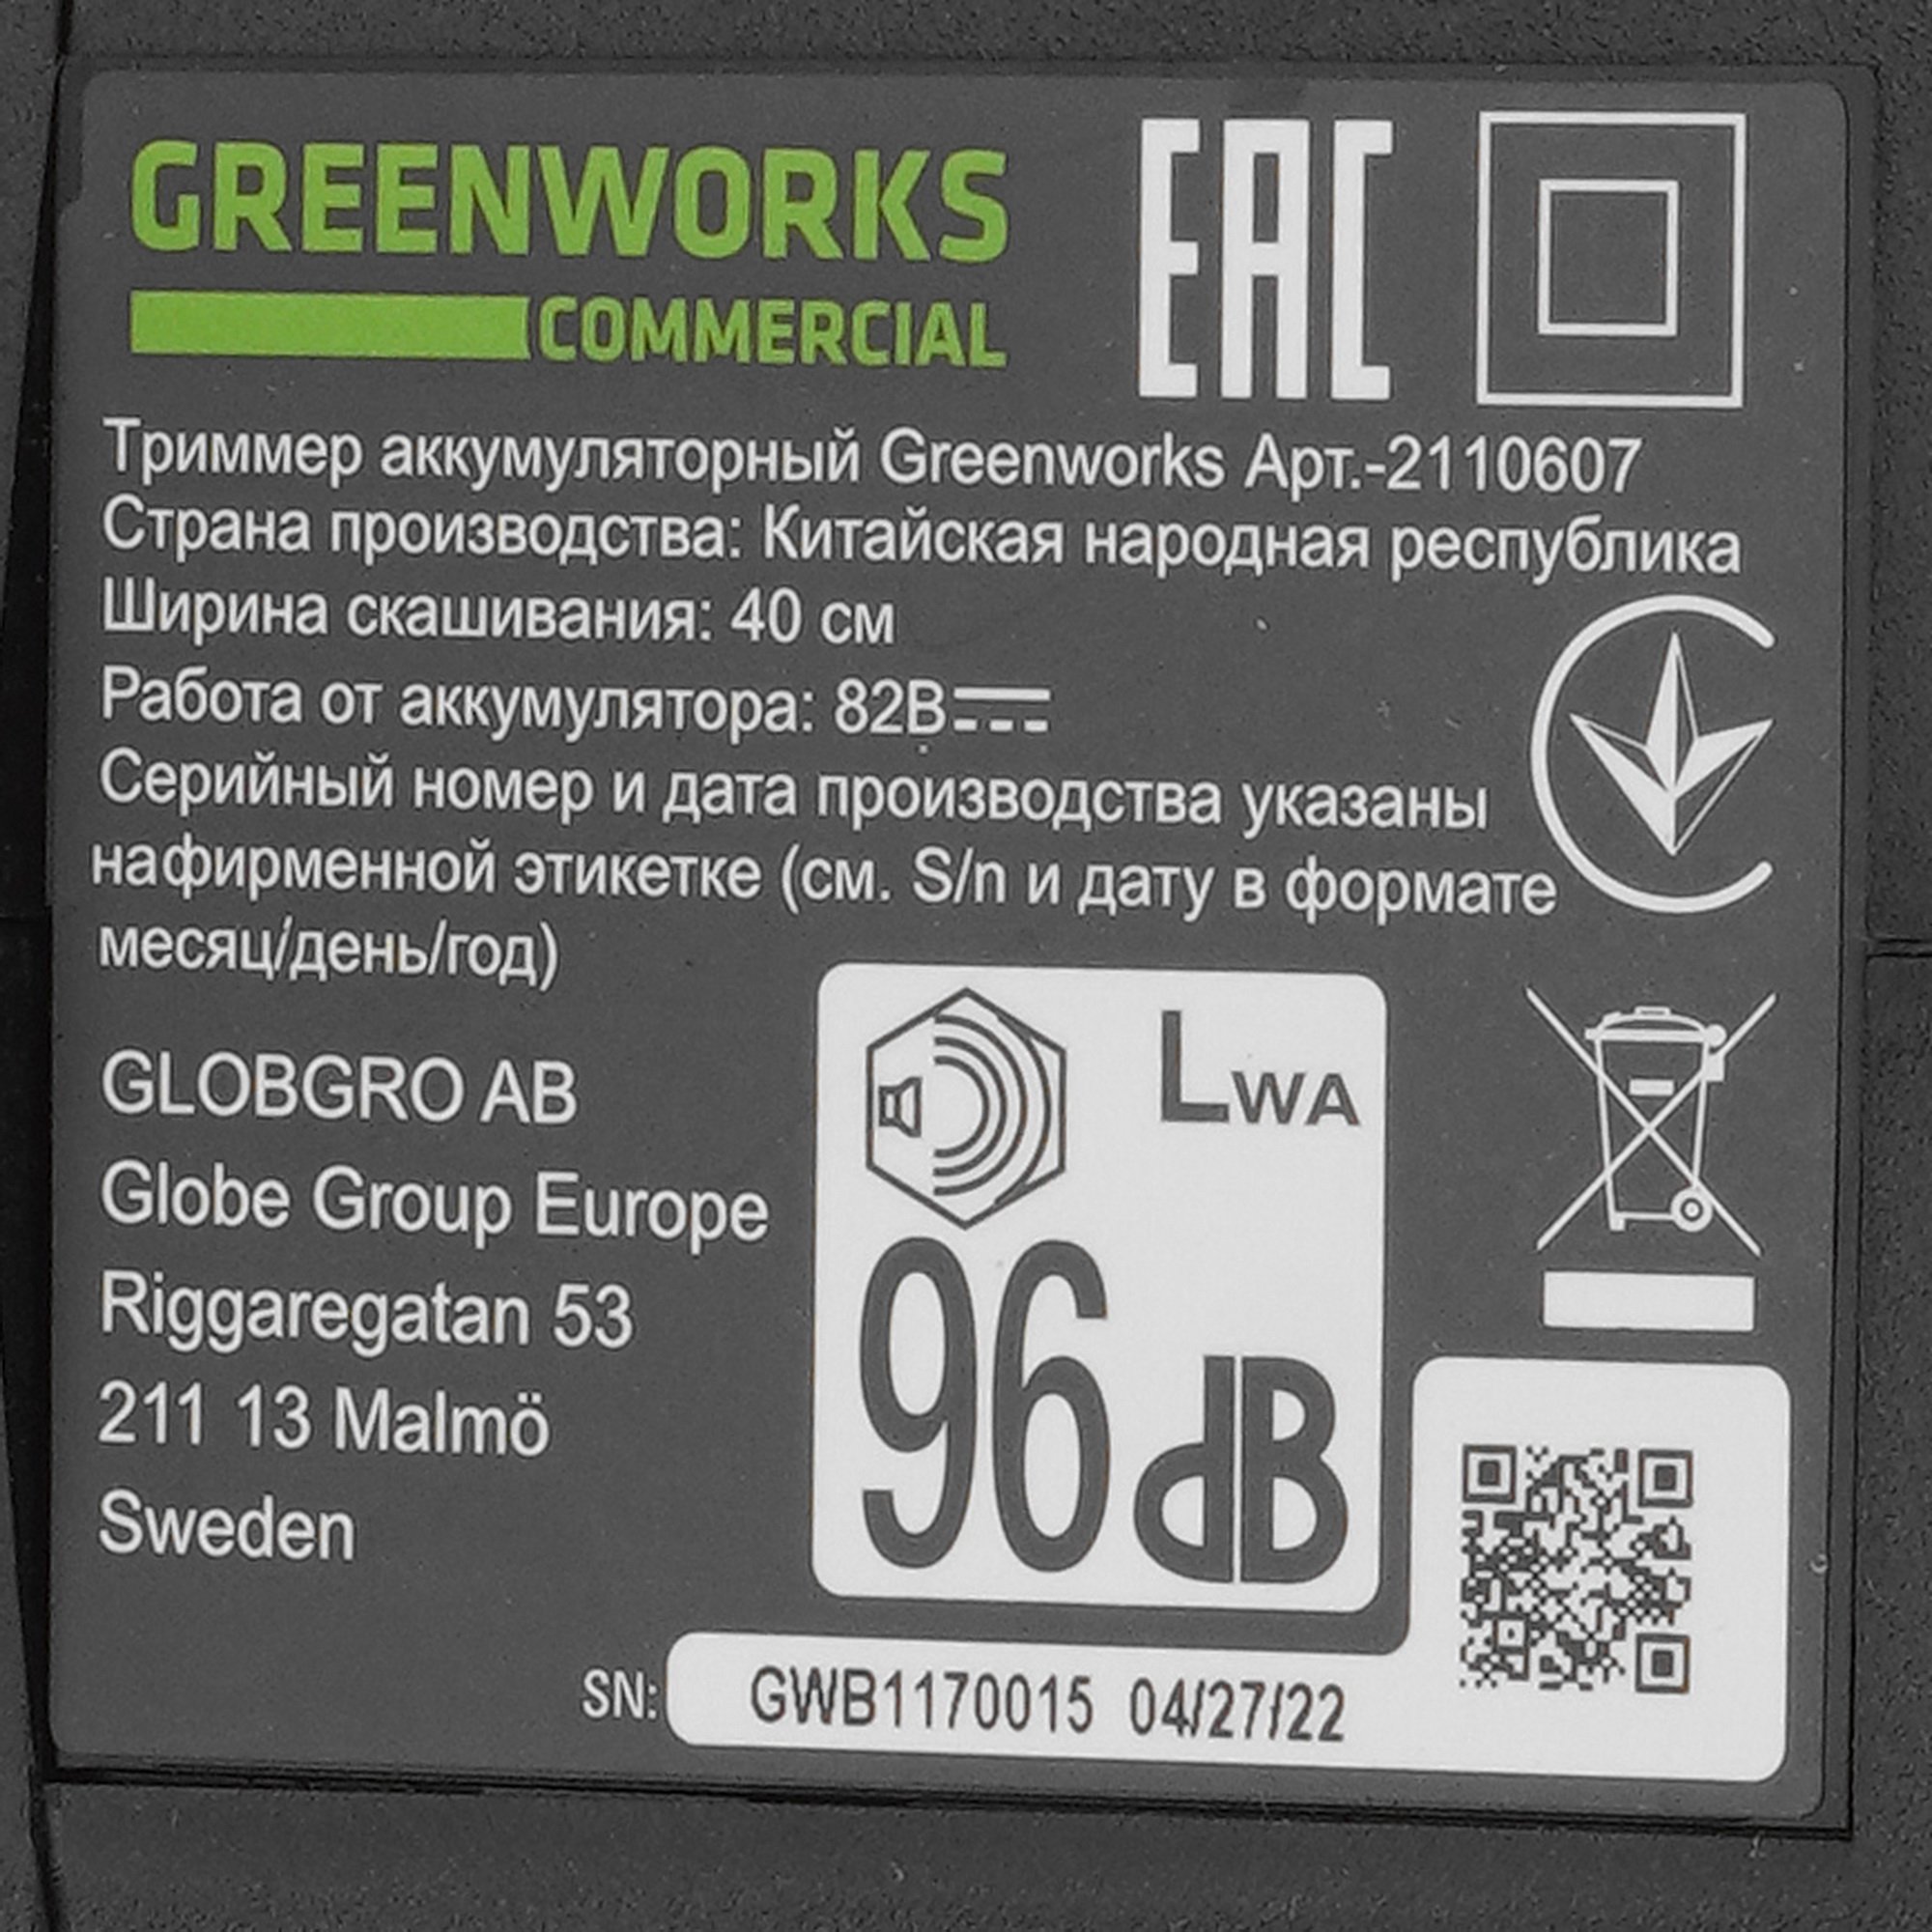 GREENWORKS
COMMERCIAL
EAC
Триммер аккумуляторный Greenworks Арт.-2110607
Страна производства: Китайская народная республика
Ширина скашивания: 40 см
Работа от аккумулятора: 82В
Серийный номер и дата производства указаны
нафирменной этикетке (см. S/n и дату в формате
месяц/день/год)
GLOBGRO AB
Globe Group Europe
Riggaregatan 53
211 13 Malmö
Sweden
LWA
96 dB
SN: GWB1170015 04/27/22